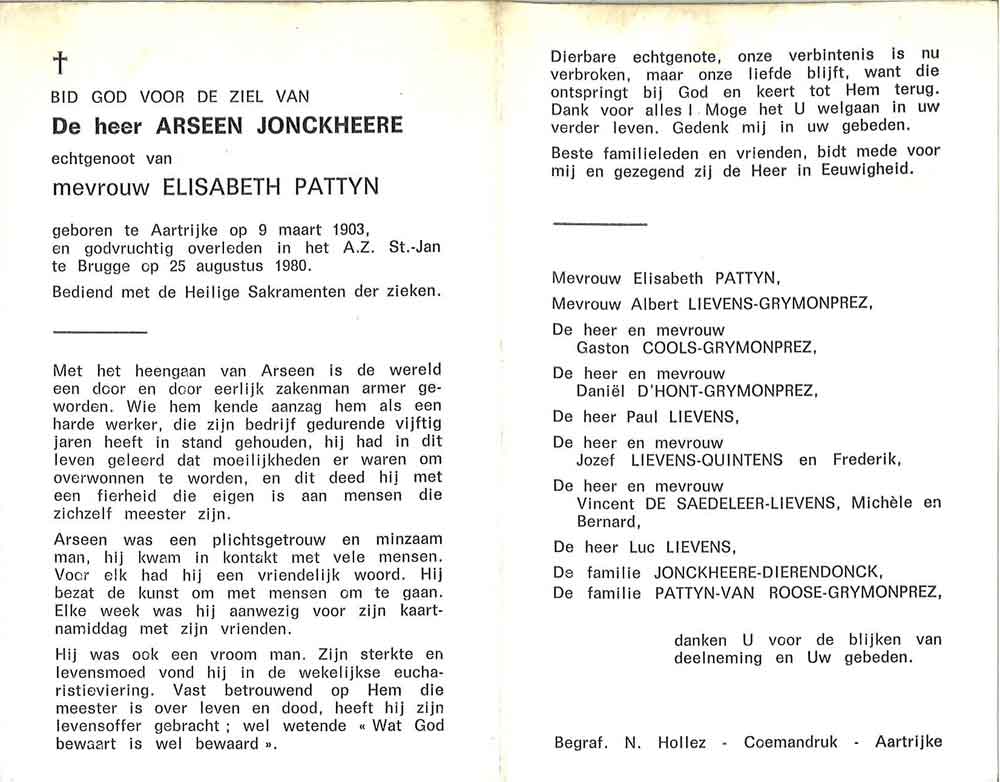 BID GOD VOOR DE ZIEL VAN
De heer ARSEEN JONCKHEERE
echtgenoot van
mevrouw ELISABETH PATTYN
geboren te Aartrijke op 9 maart 1903,
en godvruchtig overleden in het A.Z. St.-Jan
te Brugge op 25 augustus 1980.
Bediend met de Heilige Sakramenten der zieken.
Met het heengaan van Arseen is de wereld
een door en door eerlijk zakenman armer ge-
worden. Wie hem kende aanzag hem als een
harde werker, die zijn bedrijf gedurende vijftig
jaren heeft in stand gehouden, hij had in dit
leven geleerd dat moeilijkheden er waren om
overwonnen te worden, en dit deed hij met
een fierheid die eigen is aan mensen die
zichzelf meester zijn.
Arseen was een plichtsgetrouw en minzaam
man, hij kwam in kontakt met vele mensen.
Voor elk had hij een vriendelijk woord. Hij
bezat de kunst om met mensen om te gaan.
Elke week was hij aanwezig voor zijn kaart-
namiddag met zijn vrienden.
Hij was ook een vroom man. Zijn sterkte en
levensmoed vond hij in de wekelijkse eucha-
ristieviering. Vast betrouwend op Hem die
meester is over leven en dood, heeft hij zijn
levensoffer gebracht ; wel wetende « Wat God
bewaart is wel bewaard ».
Dierbare echtgenote, onze verbintenis is nu
verbroken, maar onze liefde blijft, want die
ontspringt bij God en keert tot Hem terug.
Dank voor alles ! Moge het U welgaan in uw
verder leven. Gedenk mij in uw gebeden.
Beste familieleden en vrienden, bidt mede voor
mij en gezegend zij de Heer in Eeuwigheid.
Mevrouw Elisabeth PATTYN,
Mevrouw Albert LIEVENS-GRYMONPREZ,
De heer en mevrouw
Gaston COOLS-GRYMONPREZ,
De heer en mevrouw
Daniël D'HONT-GRYMONPREZ,
De heer Paul LIEVENS,
De heer en mevrouw
Jozef LIEVENS-QUINTENS en Frederik,
De heer en mevrouw
Vincent DE SAEDELEER-LIEVENS, Michèle en
Bernard,
De heer Luc LIEVENS,
De familie JONCKHEERE-DIERENDONCK,
De familie PATTYN-VAN ROOSE-GRYMONPREZ,
danken U voor de blijken van
deelneming en Uw gebeden.
Begraf. N. Hollez - Coemandruk - Aartrijke